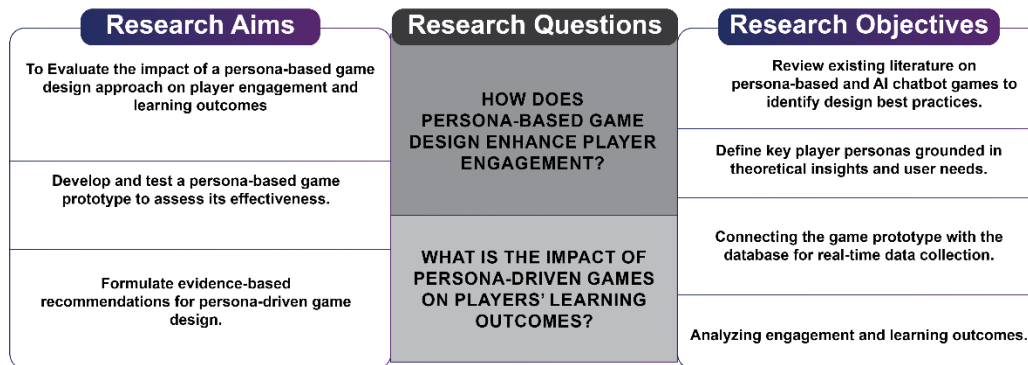 Research Aims
To Evaluate the impact of a persona-based game
design approach on player engagement and
learning outcomes
Develop and test a persona-based game
prototype to assess its effectiveness.
Formulate evidence-based
recommendations for persona-driven game
design.
Research Questions
HOW DOES
PERSONA-BASED GAME
DESIGN ENHANCE PLAYER
ENGAGEMENT?
WHAT IS THE IMPACT OF
PERSONA-DRIVEN GAMES
ON PLAYERS’ LEARNING
OUTCOMES?
Research Objectives
Review existing literature on
persona-based and AI chatbot games to
identify design best practices.
Define key player personas grounded in
theoretical insights and user needs.
Connecting the game prototype with the
database for real-time data collection.
Analyzing engagement and learning outcomes.